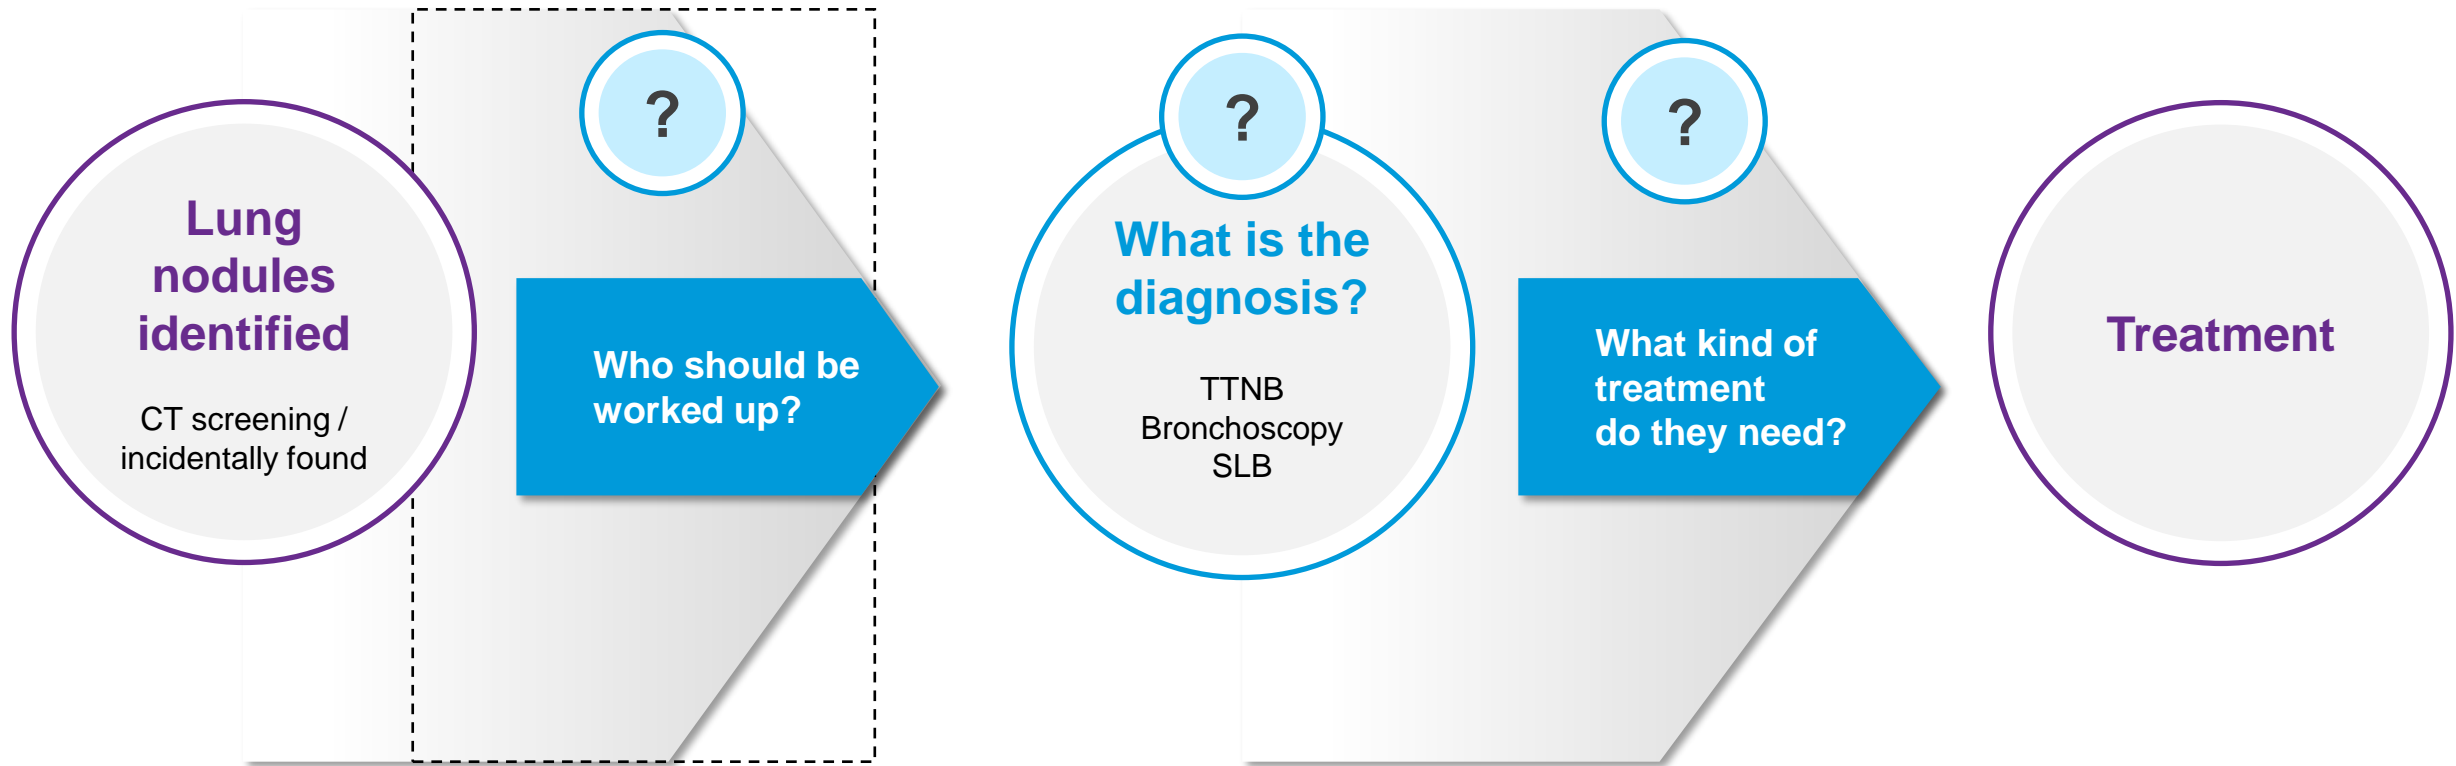 Lung
nodules
identified
CT screening /
incidentally found
?
Who should be
worked up?
?
What is the
diagnosis?
TTNB
Bronchoscopy
SLB
?
What kind of
treatment
do they need?
Treatment